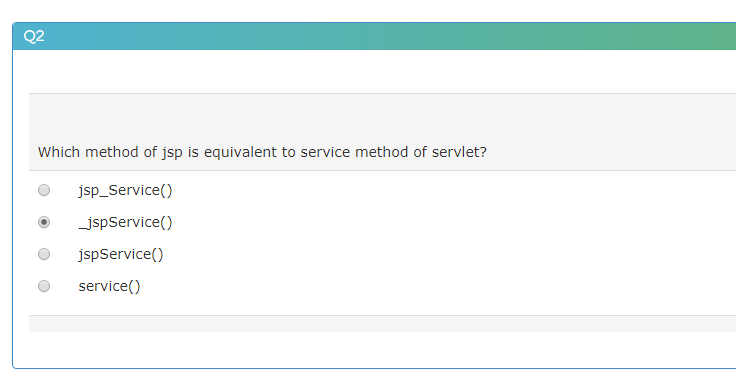 Q2
Which method of jsp is equivalent to service method of servlet?
jsp_Service()
_jspService()
jspService()
service()